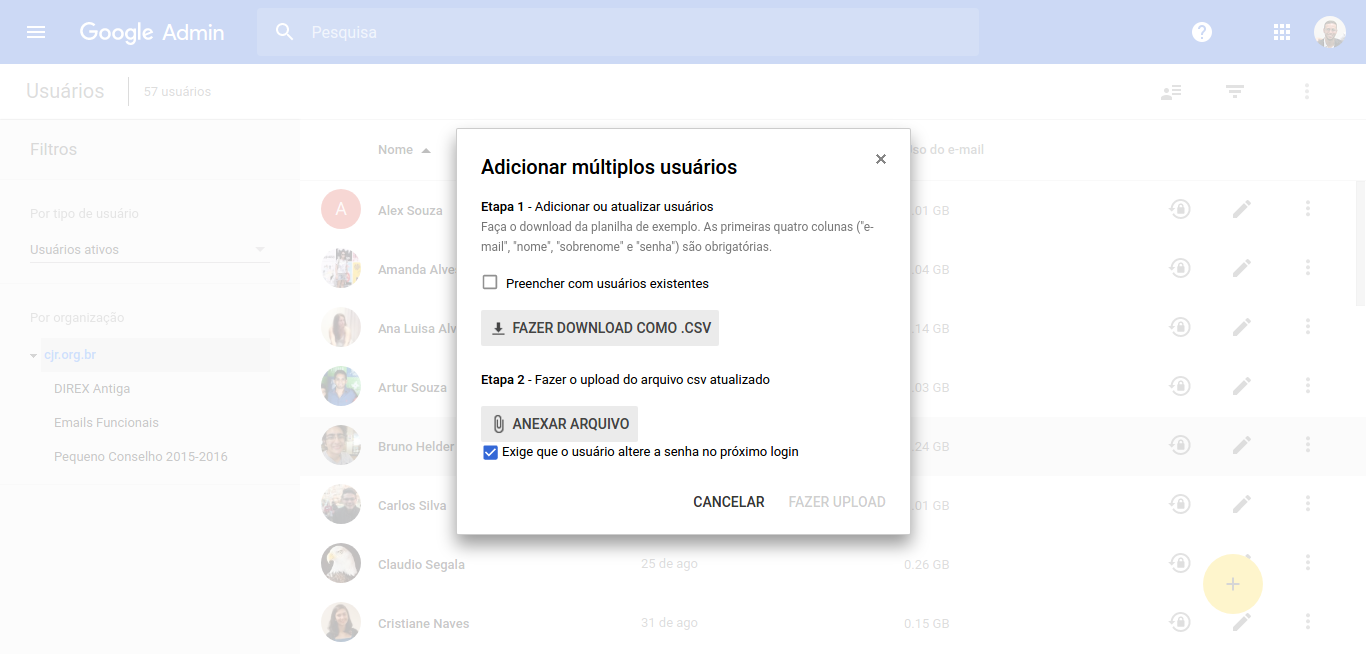 Google Admin
Pesquisa
Usuários
57 usuários
Filtros
Nome
so do e-mail
Por tipo de usuário
Usuários ativos
Por organização
cjr.org.br
DIREX Antiga
Emails Funcionais
Pequeno Conselho 2015-2016
Adicionar múltiplos usuários
Etapa 1 - Adicionar ou atualizar usuários
Faça o download da planilha de exemplo. As primeiras quatro colunas ("e-
mail", "nome", "sobrenome" e "senha") são obrigatórias.
Preencher com usuários existentes
FAZER DOWNLOAD COMO .CSV
Etapa 2 - Fazer o upload do arquivo csv atualizado
ANEXAR ARQUIVO
Exige que o usuário altere a senha no próximo login
CANCELAR
FAZER UPLOAD
A
Alex Souza
.01 GB
Amanda Alve
.04 GB
Ana Luisa Alv
.14 GB
Artur Souza
.03 GB
Bruno Helder
.24 GB
Carlos Silva
.01 GB
Claudio Segala
25 de ago
0.26 GB
Cristiane Naves
31 de ago
0.15 GB